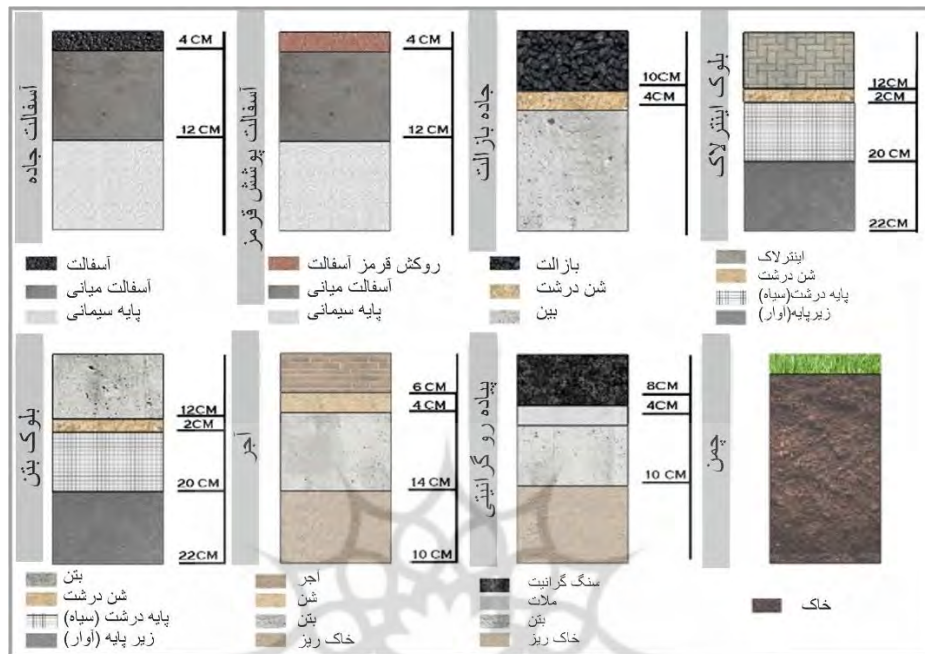 آسفالت جاده
4 CM
12 CM
آسفالت
آسفالت میانی
پایه سیمانی
آسفالت پوشش قرمز
4 CM
12 CM
روکش قرمز آسفالت
آسفالت میانی
پایه سیمانی
جاده بازالت
10CM
4CM
بازالت
شن درشت
بین
بلوک اینترلاک
12CM
2CM
20 CM
22CM
اینترلاک
شن درشت
پایه درشت(سیاه)
زیرپایه(آوار)
بلوک بتن
12CM
2CM
20 CM
22CM
بتن
شن درشت
پایه درشت (سیاه)
زیر پایه (آوار)
آجر
6 CM
4 CM
14 CM
10 CM
آجر
شن
بتن
خاک ریز
پیاده رو گرانیتی
8CM
4CM
10 CM
سنگ گرانیت
ملات
بتن
خاک ریز
چمن
خاک